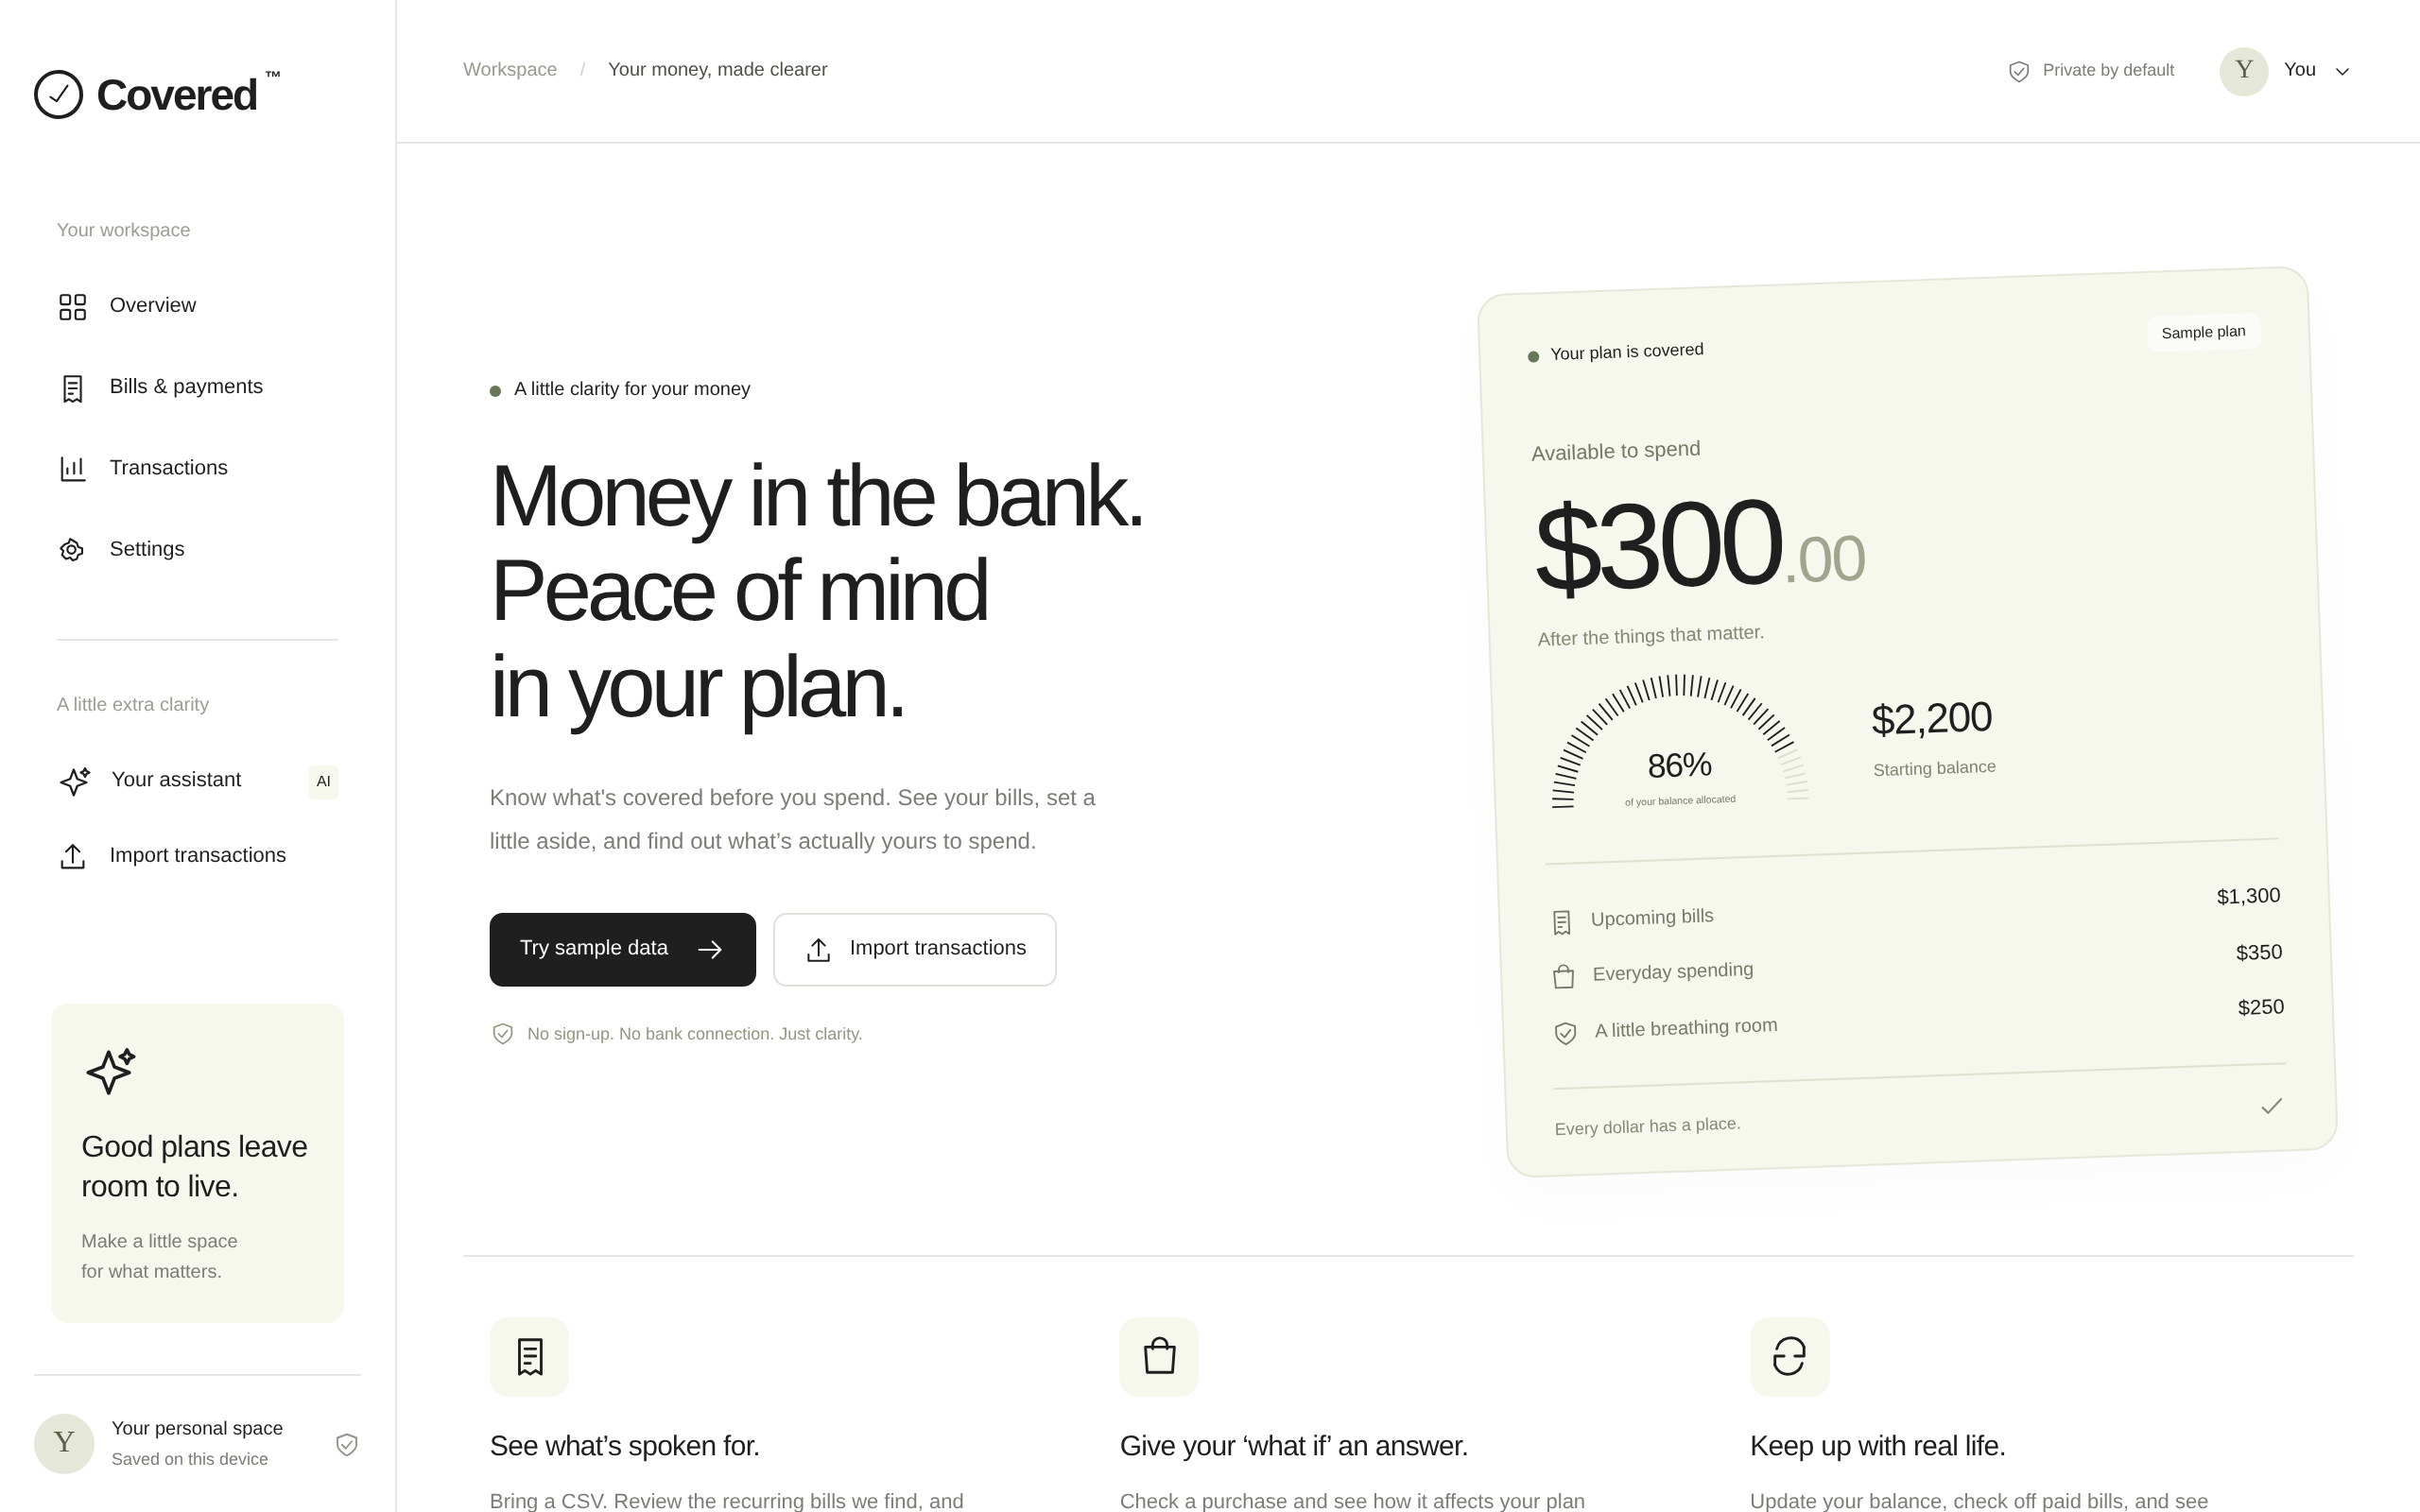 Covered™
Your workspace
Overview
Bills & payments
Transactions
Settings
A little extra clarity
Your assistant AI
Import transactions
Good plans leave
room to live.
Make a little space
for what matters.
Y
Your personal space
Saved on this device
Workspace / Your money, made clearer
Private by default
Y You
A little clarity for your money
Money in the bank.
Peace of mind
in your plan.
Know what's covered before you spend. See your bills, set a
little aside, and find out what’s actually yours to spend.
Try sample data
Import transactions
No sign-up. No bank connection. Just clarity.
Your plan is covered
Sample plan
Available to spend
$300.00
After the things that matter.
86%
of your balance allocated
$2,200
Starting balance
Upcoming bills $1,300
Everyday spending $350
A little breathing room $250
Every dollar has a place.
See what’s spoken for.
Bring a CSV. Review the recurring bills we find, and
Give your ‘what if’ an answer.
Check a purchase and see how it affects your plan
Keep up with real life.
Update your balance, check off paid bills, and see